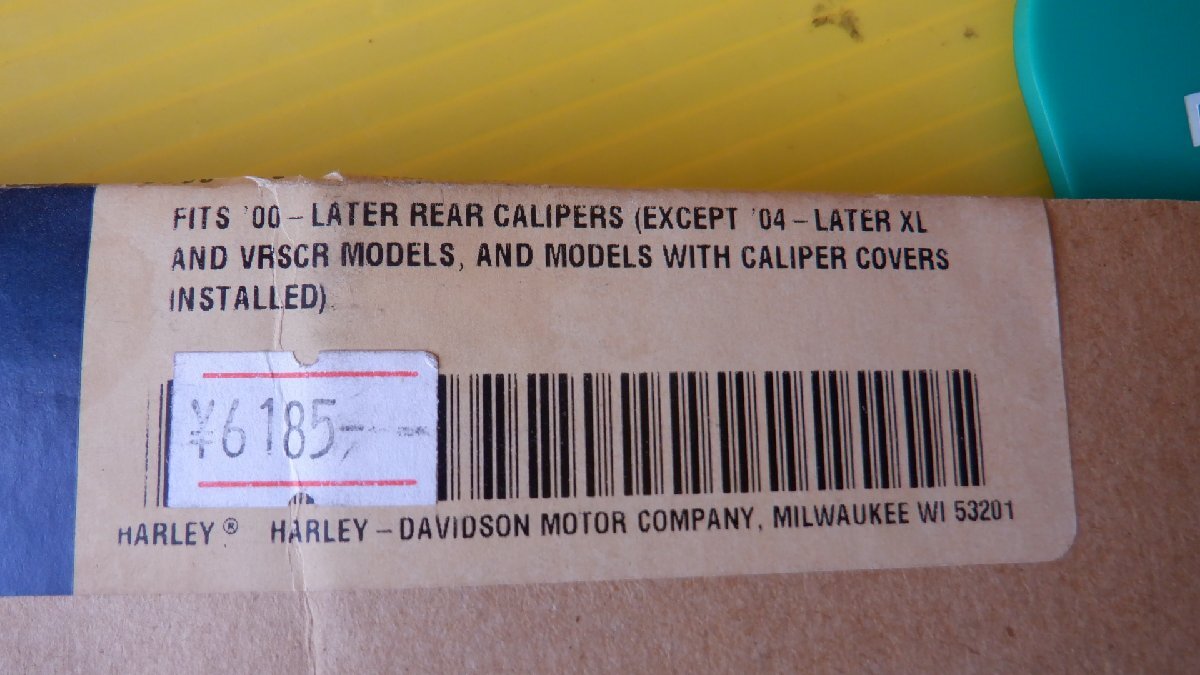 FITS '00 – LATER REAR CALIPERS (EXCEPT '04 – LATER XL
AND VRSCR MODELS, AND MODELS WITH CALIPER COVERS
INSTALLED)
¥6185,--
HARLEY® HARLEY – DAVIDSON MOTOR COMPANY, MILWAUKEE WI 53201